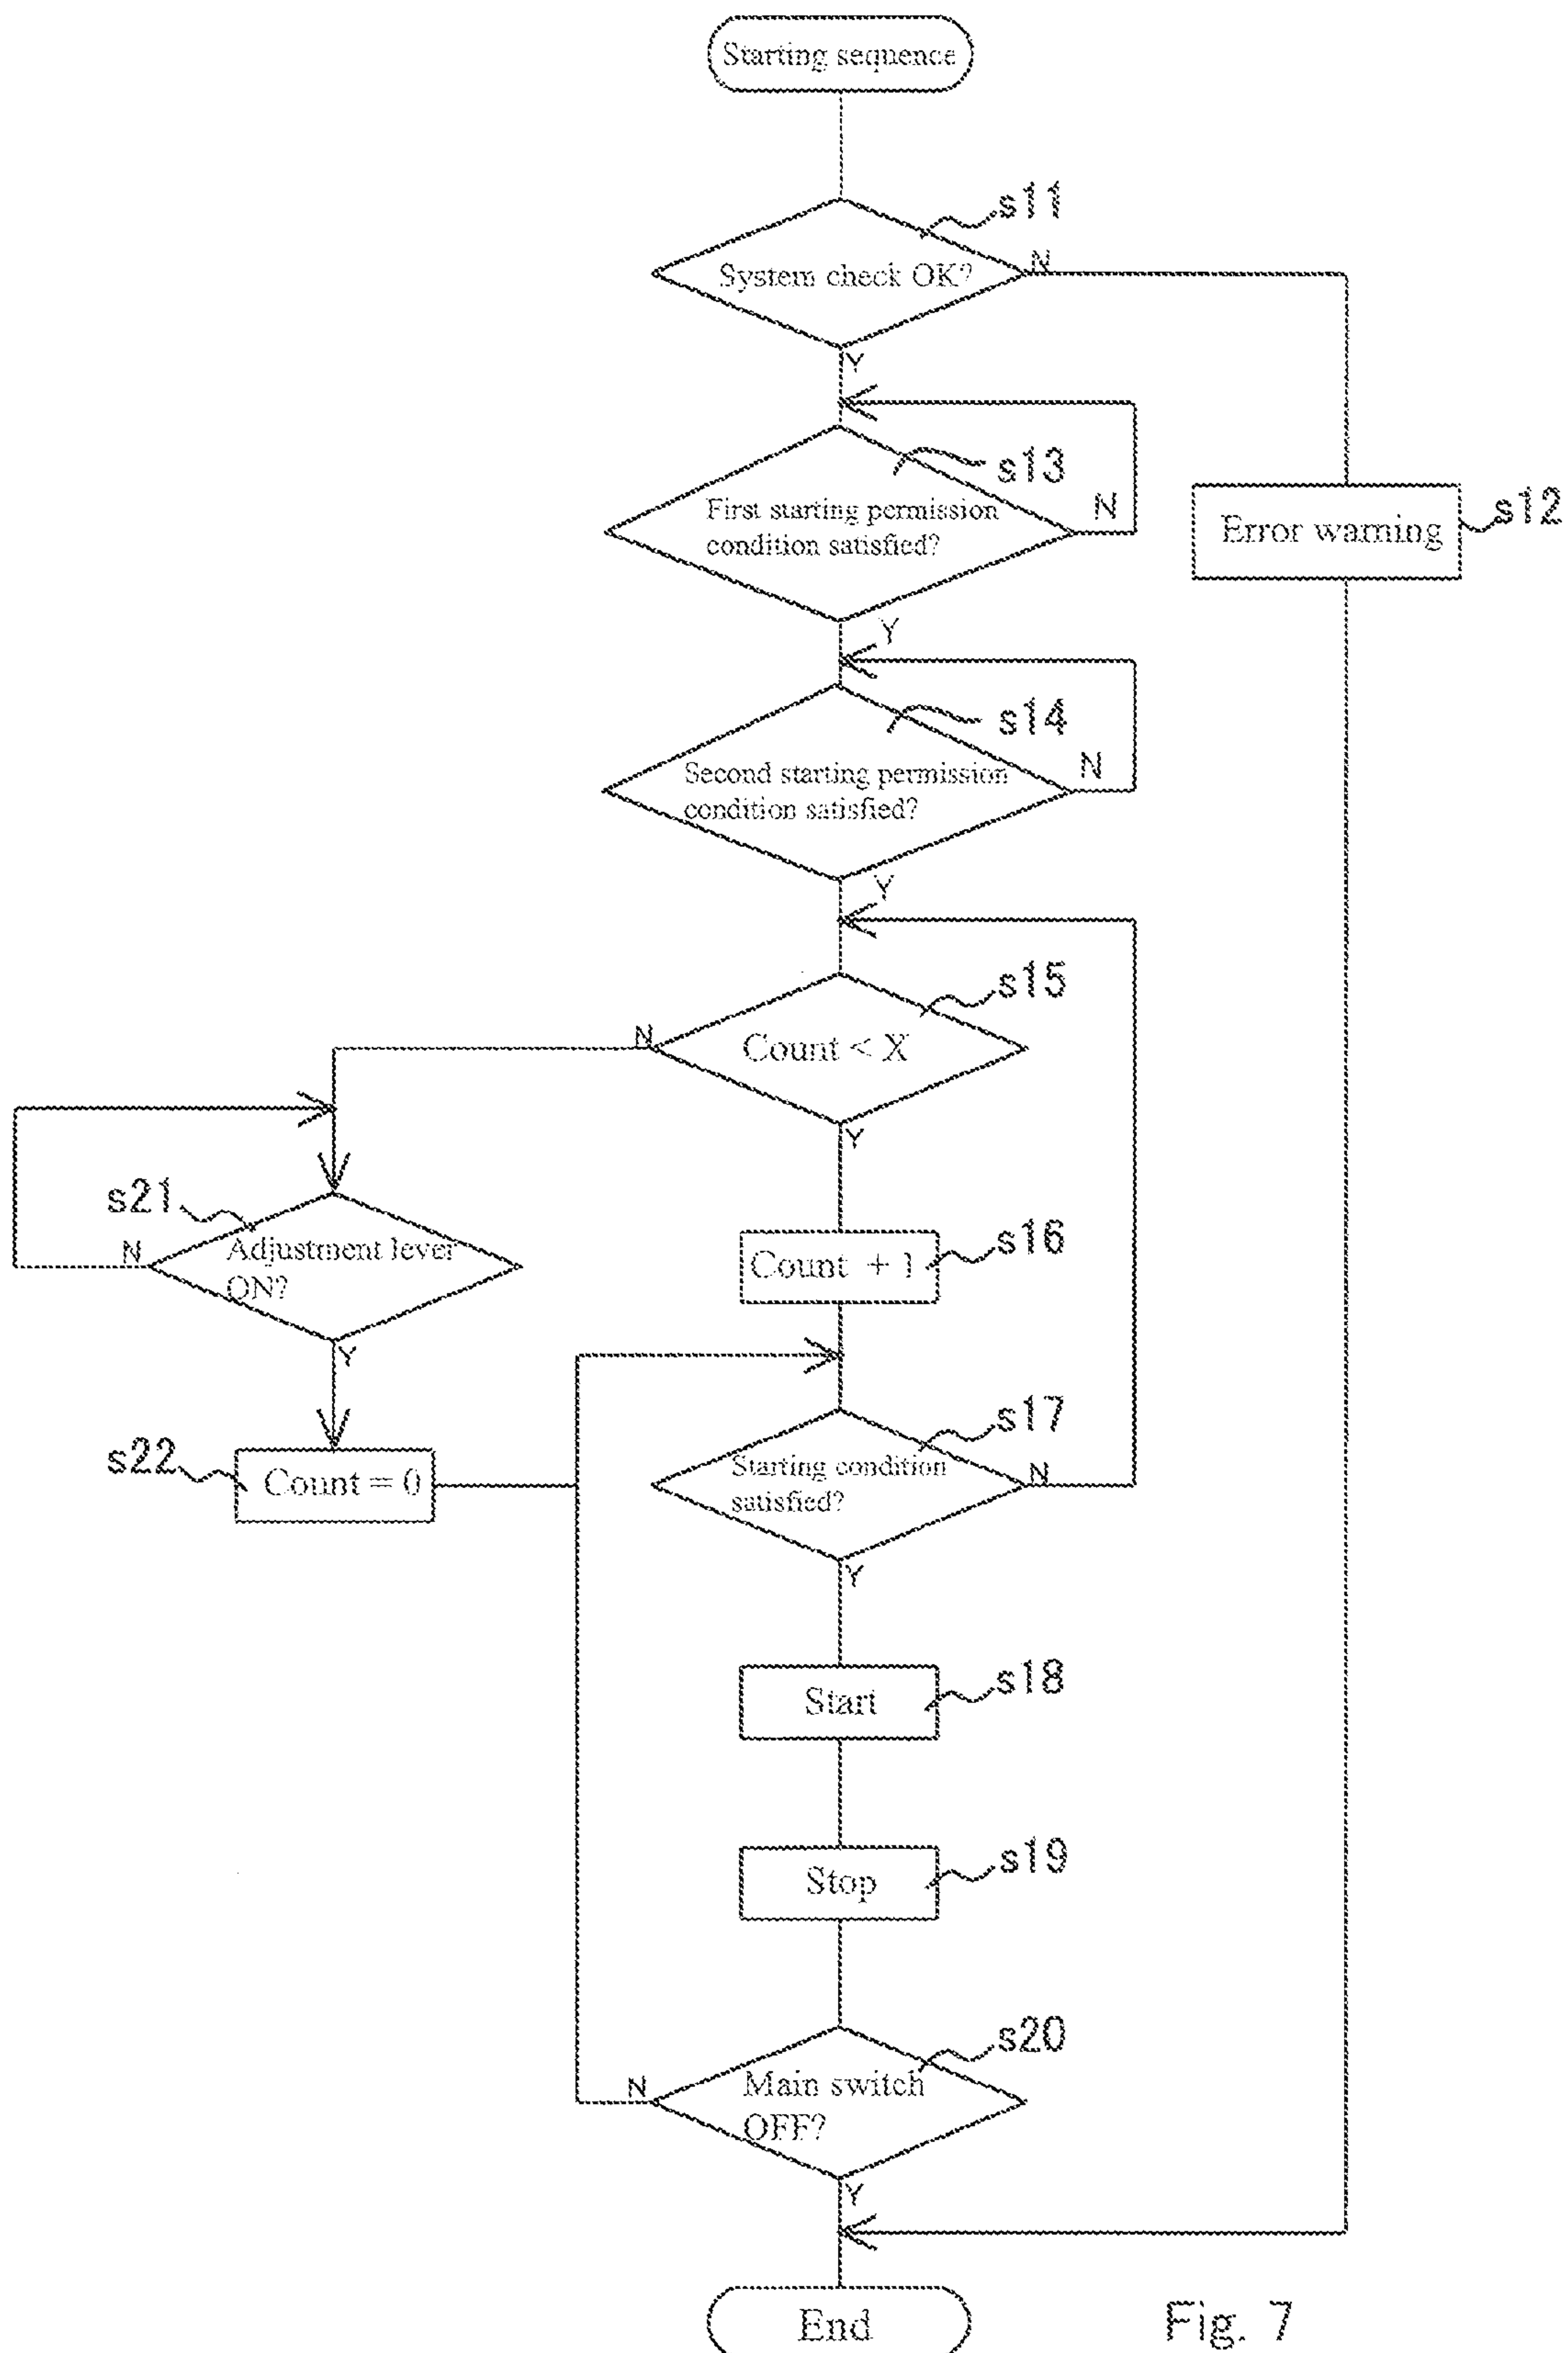 Starting sequence
s11
System check OK?
N
Y
s13
First starting permission
condition satisfied?
N
s12
Error warning
Y
s14
Second starting permission
condition satisfied?
N
Y
s15
Count < X
N
Y
s21
Adjustment lever
ON?
N
Y
s16
Count + 1
s22
Count = 0
s17
Starting condition
satisfied?
N
Y
s18
Start
s19
Stop
s20
Main switch
OFF?
N
Y
End
Fig. 7